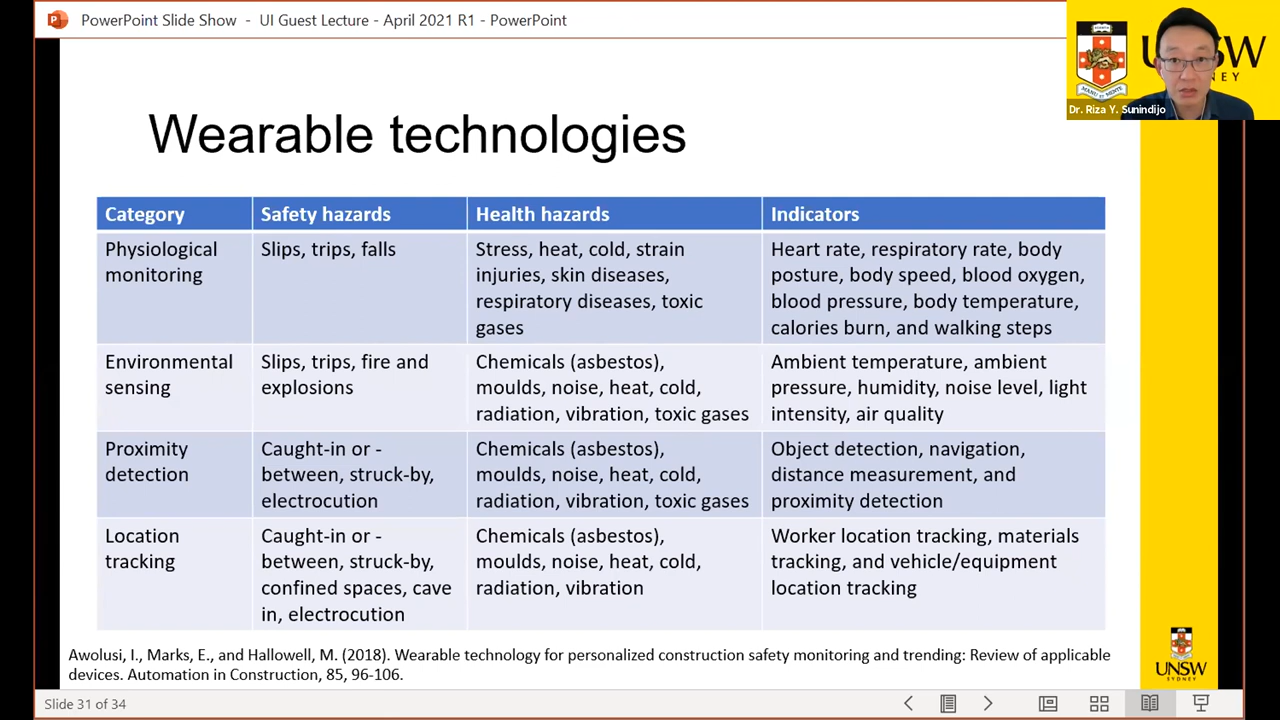 PowerPoint Slide Show - UI Guest Lecture - April 2021 R1 - PowerPoint
UNSW
SYDNEY
MANU ET MENTE
Dr. Riza Y. Sunindijo
Wearable technologies
Category Safety hazards Health hazards Indicators
Physiological monitoring
Slips, trips, falls
Stress, heat, cold, strain
injuries, skin diseases,
respiratory diseases, toxic
gases
Heart rate, respiratory rate, body
posture, body speed, blood oxygen,
blood pressure, body temperature,
calories burn, and walking steps
Environmental
sensing
Slips, trips, fire and
explosions
Chemicals (asbestos),
moulds, noise, heat, cold,
radiation, vibration, toxic gases
Ambient temperature, ambient
pressure, humidity, noise level, light
intensity, air quality
Proximity
detection
Caught-in or -
between, struck-by,
electrocution
Chemicals (asbestos),
moulds, noise, heat, cold,
radiation, vibration, toxic gases
Object detection, navigation,
distance measurement, and
proximity detection
Location
tracking
Caught-in or -
between, struck-by,
confined spaces, cave
in, electrocution
Chemicals (asbestos),
moulds, noise, heat, cold,
radiation, vibration
Worker location tracking, materials
tracking, and vehicle/equipment
location tracking
Awolusi, I., Marks, E., and Hallowell, M. (2018). Wearable technology for personalized construction safety monitoring and trending: Review of applicable
devices. Automation in Construction, 85, 96-106.
UNSW
SYDNEY
Slide 31 of 34